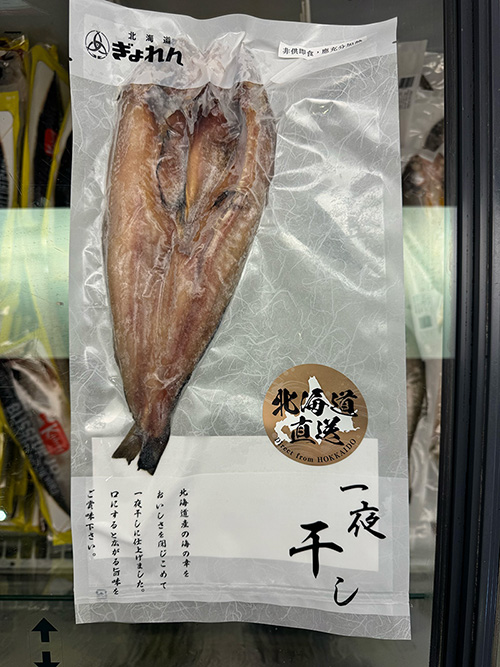 北海道
ぎょれん
非供即食・應充分加熱
北海道
直送
Direct from HOKKAIDO
一夜干し
北海道産の海の幸を
おいしさを閉じこめて
一夜干しに仕上げました。
口にすると広がる旨味を
ご賞味下さい。